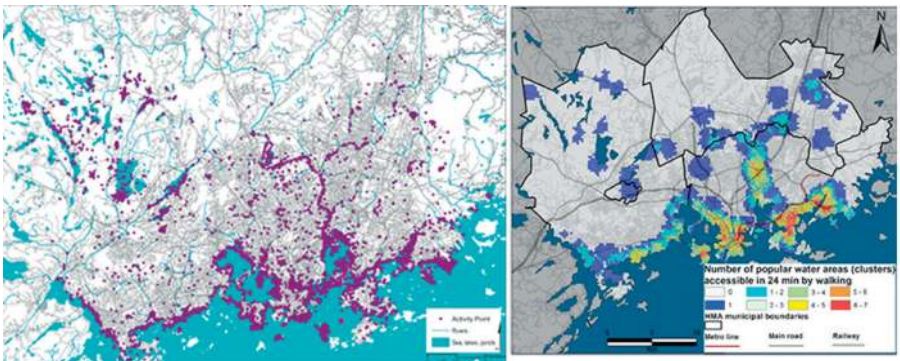 Activity Point
Rivers
Sea, lakes, ponds
N
Number of popular water areas (clusters)
accessible in 24 min by walking
0 1 - 2 3 - 4 5 - 6
1 2 - 3 4 - 5 6 - 7
HMA municipal boundaries
Metro line Main road Railway